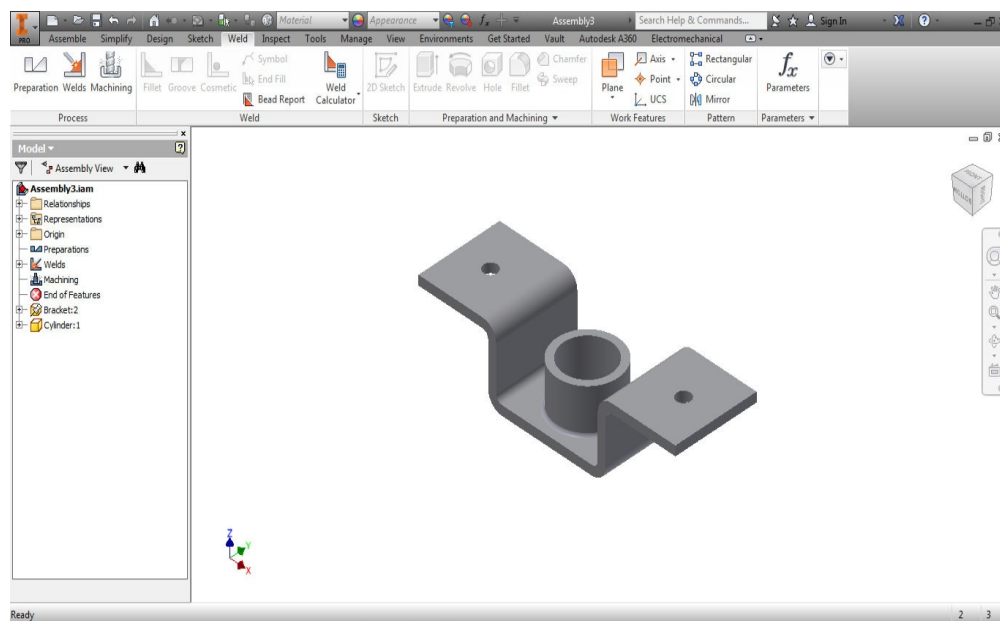 Material Appearance fx Assembly3 Search Help & Commands... Sign In
PRO Assemble Simplify Design Sketch Weld Inspect Tools Manage View Environments Get Started Vault Autodesk A360 Electromechanical
Symbol Chamfer Axis Rectangular
End Fill Sweep Point Circular
Preparation Welds Machining Fillet Groove Cosmetic Bead Report Weld Calculator 2D Sketch Extrude Revolve Hole Fillet Plane UCS Mirror fx Parameters
Process Weld Sketch Preparation and Machining Work Features Pattern Parameters
Model
Assembly View
Assembly3.iam
Relationships
Representations
Origin
Preparations
Welds
Machining
End of Features
Bracket:2
Cylinder:1
FRONT
BOTTOM
Z
Y
X
Ready 2 3